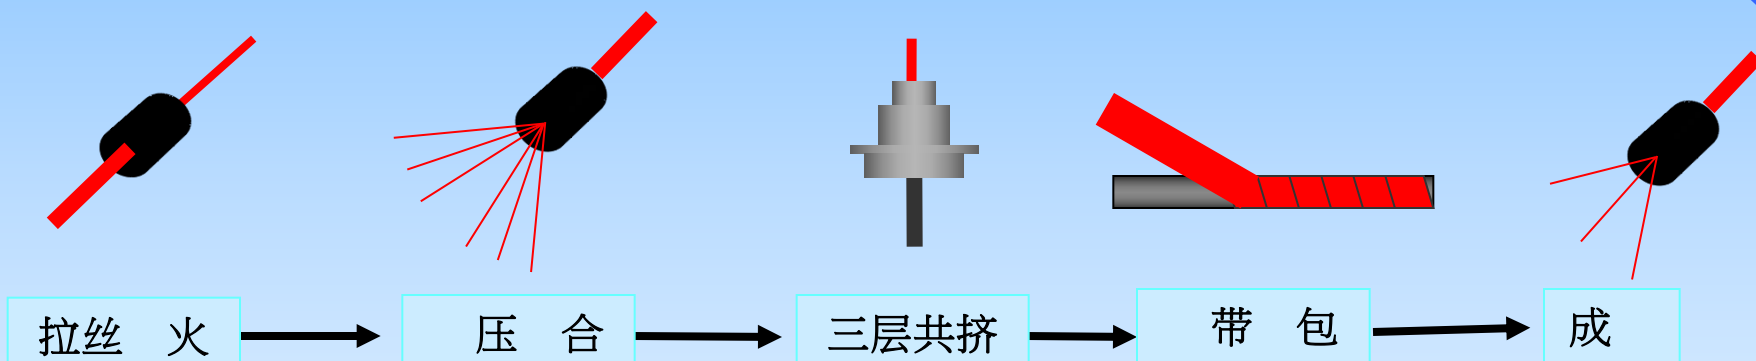 拉丝　火
压　合
三层共挤
带　包
成